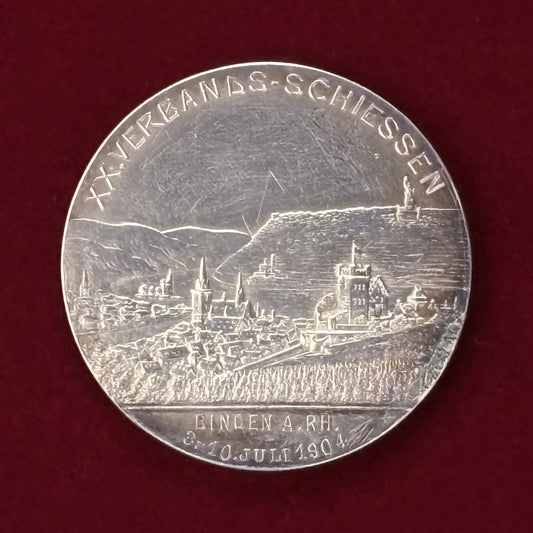 XX. VERBANDS-SCHIESSEN
BINGEN A. RH.
3.-10. JULI 1904